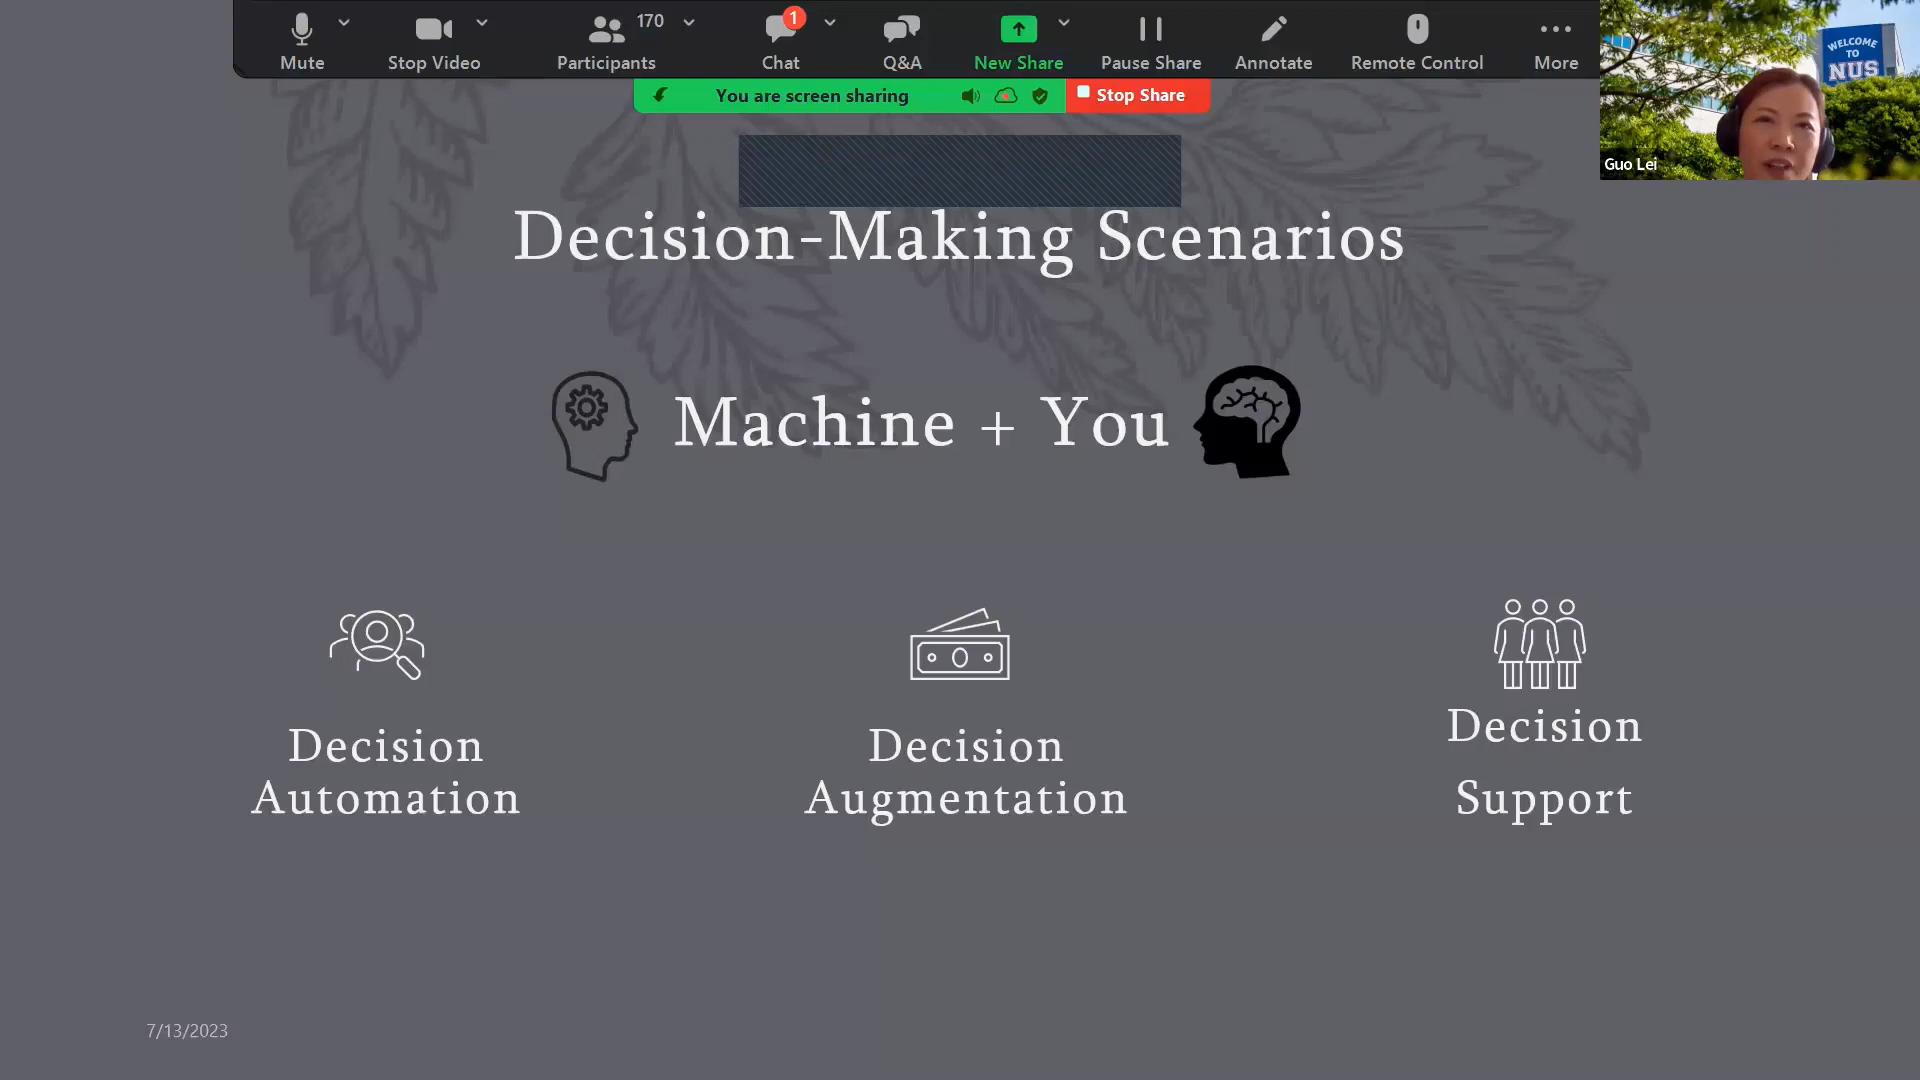 Mute
Stop Video
170
Participants
1
Chat
Q&A
New Share
Pause Share
Annotate
Remote Control
More
WELCOME
TO
NUS
Guo Lei
You are screen sharing
Stop Share
Decision-Making Scenarios
Machine + You
Decision
Automation
Decision
Augmentation
Decision
Support
7/13/2023